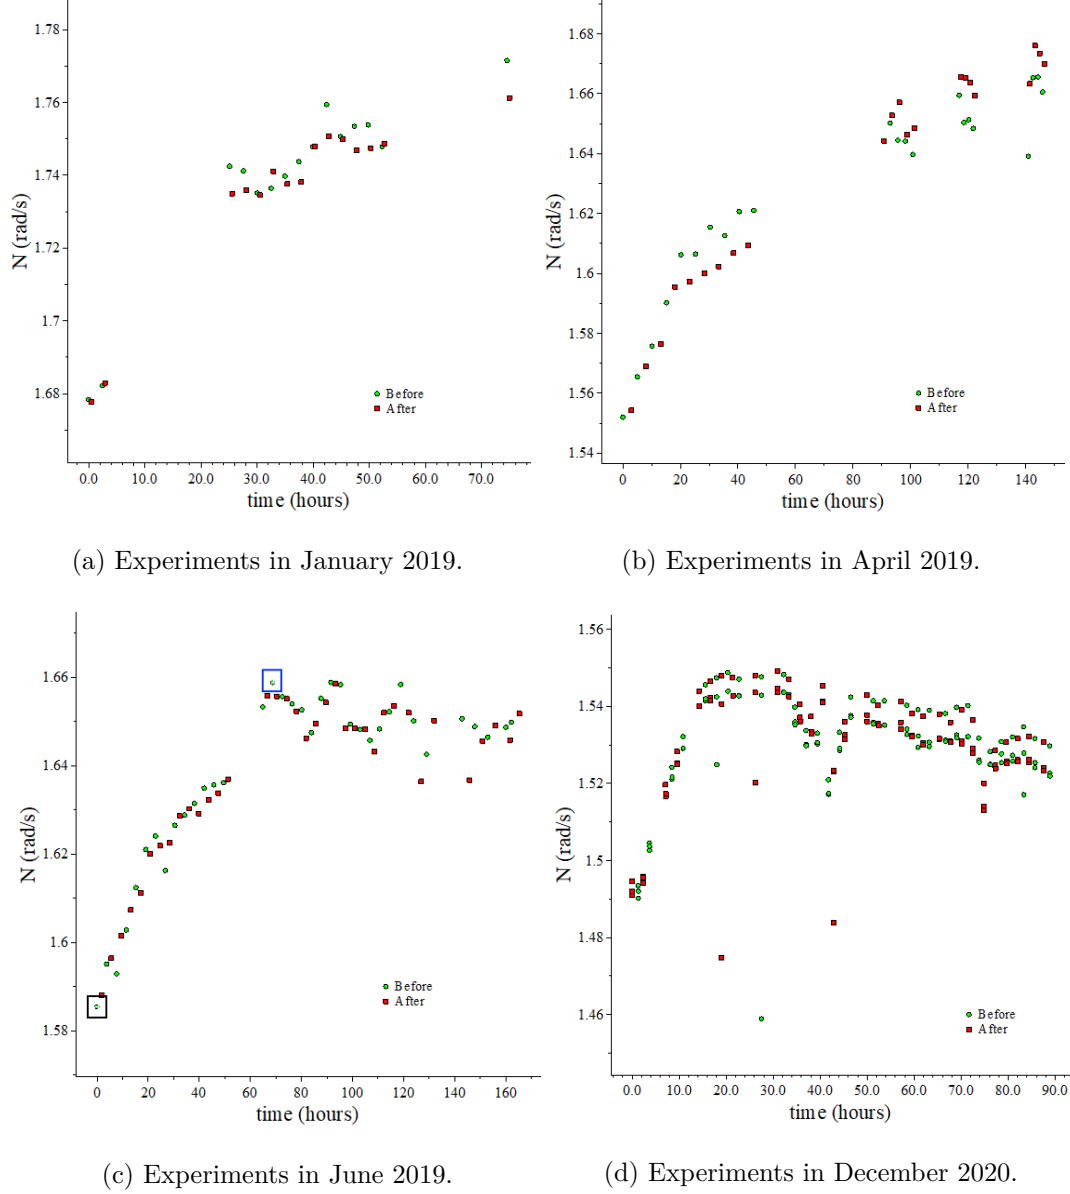 1.78
1.76
1.74
1.72
1.7
1.68
N (rad/s)
0.0 10.0 20.0 30.0 40.0 50.0 60.0 70.0
time (hours)
Before
After
(a) Experiments in January 2019.
1.68
1.66
1.64
1.62
1.6
1.58
1.56
1.54
N (rad/s)
0 20 40 60 80 100 120 140
time (hours)
Before
After
(b) Experiments in April 2019.
1.66
1.64
1.62
1.6
1.58
N (rad/s)
0 20 40 60 80 100 120 140 160
time (hours)
Before
After
(c) Experiments in June 2019.
1.56
1.54
1.52
1.5
1.48
1.46
N (rad/s)
0.0 10.0 20.0 30.0 40.0 50.0 60.0 70.0 80.0 90.0
time (hours)
Before
After
(d) Experiments in December 2020.